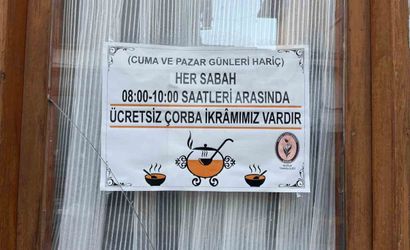 (CUMA VE PAZAR GÜNLERİ HARİÇ)
HER SABAH
08:00-10:00 SAATLERİ ARASINDA
ÜCRETSİZ ÇORBA İKRÂMIMIZ VARDIR